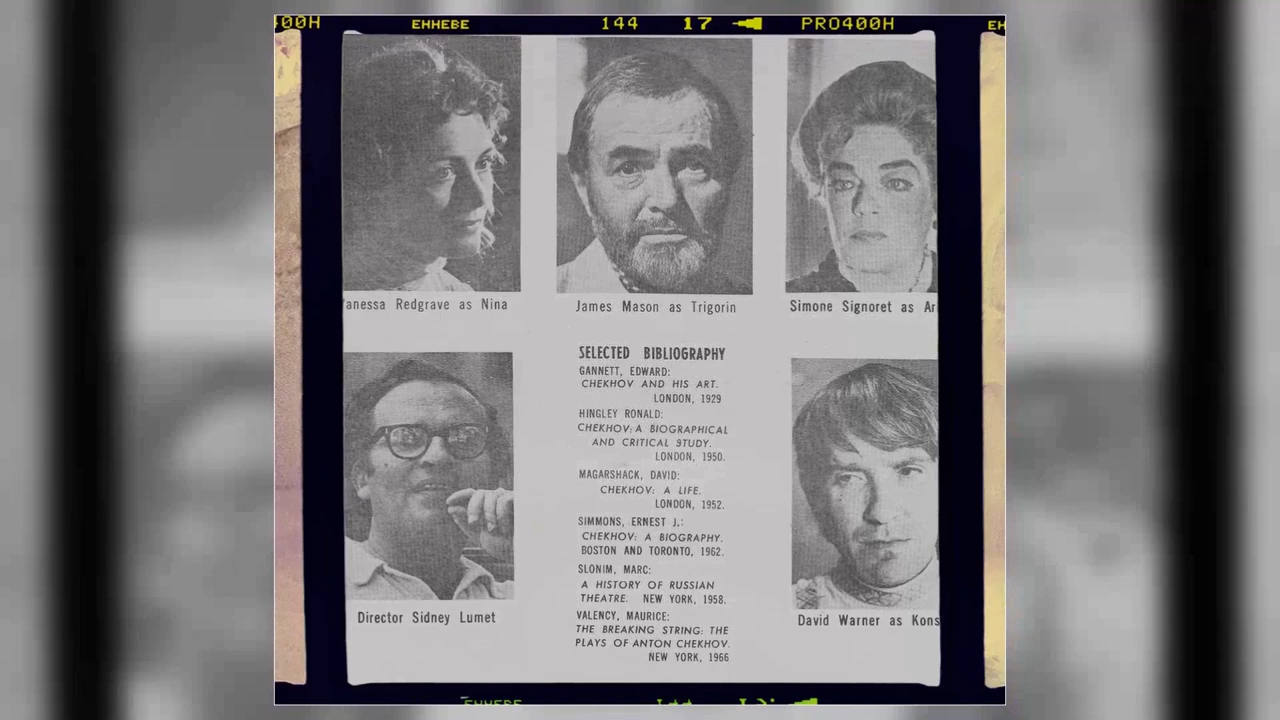 00H EHHEBE 144 17 PRO400H EH
anessa Redgrave as Nina
James Mason as Trigorin
Simone Signoret as Ar
SELECTED BIBLIOGRAPHY
GANNETT, EDWARD:
CHEKHOV AND HIS ART.
LONDON, 1929
HINGLEY RONALD:
CHEKHOV: A BIOGRAPHICAL
AND CRITICAL STUDY.
LONDON, 1950.
MAGARSHACK, DAVID:
CHEKHOV: A LIFE.
LONDON, 1952.
SIMMONS, ERNEST J.:
CHEKHOV: A BIOGRAPHY.
BOSTON AND TORONTO, 1962.
SLONIM, MARC:
A HISTORY OF RUSSIAN
THEATRE. NEW YORK, 1958.
VALENCY, MAURICE:
THE BREAKING STRING: THE
PLAYS OF ANTON CHEKHOV.
NEW YORK, 1966
Director Sidney Lumet
David Warner as Kons